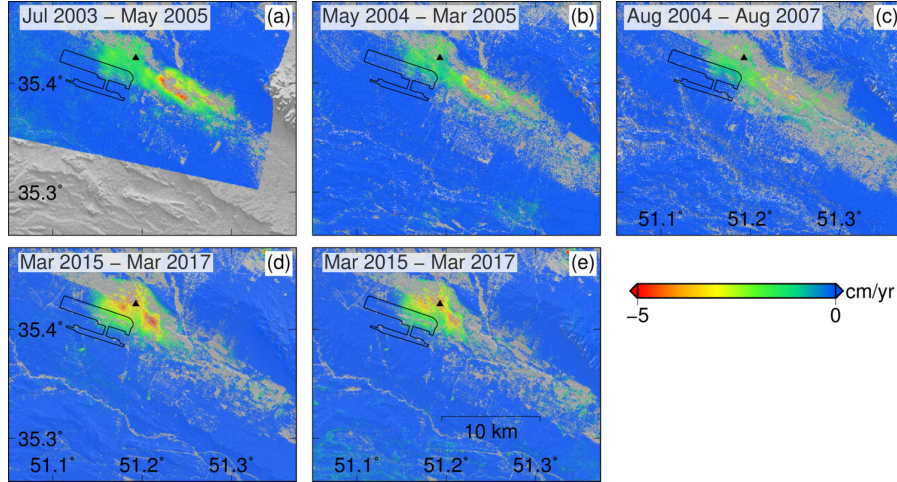 Jul 2003 – May 2005 (a)
May 2004 – Mar 2005 (b)
Aug 2004 – Aug 2007 (c)
35.4˚
35.3˚
51.1˚ 51.2˚ 51.3˚
Mar 2015 – Mar 2017 (d)
Mar 2015 – Mar 2017 (e)
cm/yr
−5 0
35.4˚
10 km
35.3˚
51.1˚ 51.2˚ 51.3˚ 51.1˚ 51.2˚ 51.3˚